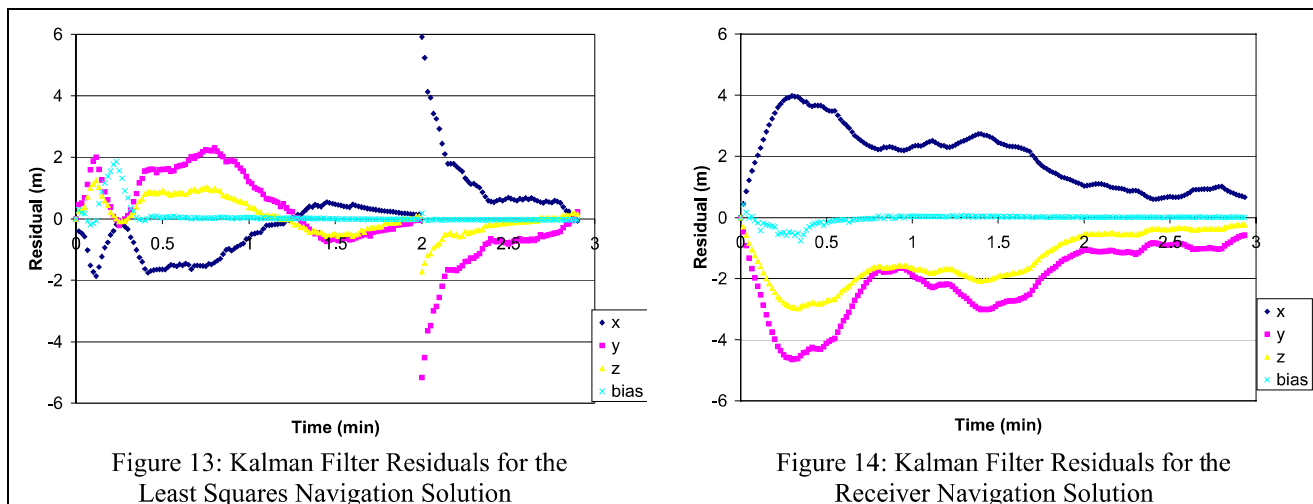 6
4
2
0
-2
-4
-6
0
0.5
1
1.5
2
2.5
3
Residual (m)
Time (min)
x
y
z
bias
Figure 13: Kalman Filter Residuals for the
Least Squares Navigation Solution
6
4
2
0
-2
-4
-6
0
0.5
1
1.5
2
2.5
3
Residual (m)
Time (min)
x
y
z
bias
Figure 14: Kalman Filter Residuals for the
Receiver Navigation Solution